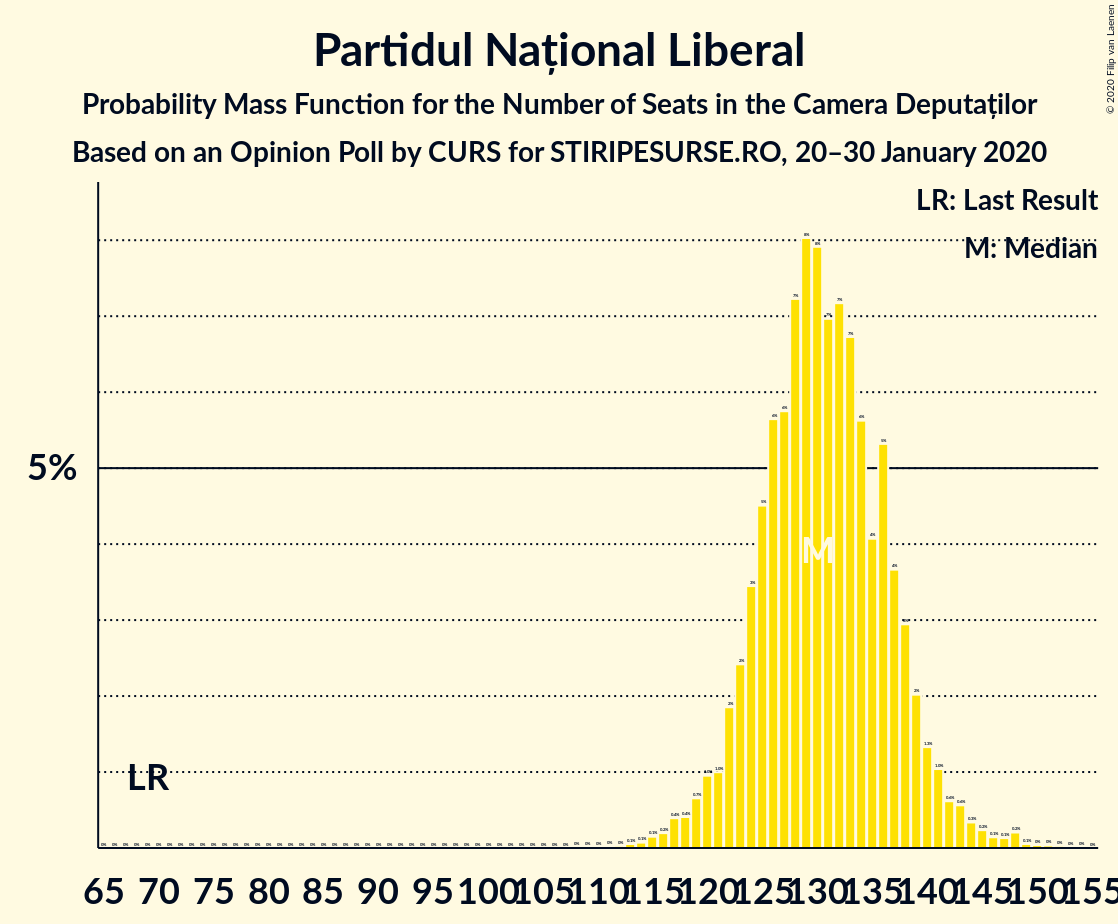 Partidul Național Liberal
Probability Mass Function for the Number of Seats in the Camera Deputaților
Based on an Opinion Poll by CURS for STIRIPESURSE.RO, 20–30 January 2020
© 2020 Filip van Laenen
LR: Last Result
M: Median
5%
M
LR
65 70 75 80 85 90 95 100 105 110 115 120 125 130 135 140 145 150 155